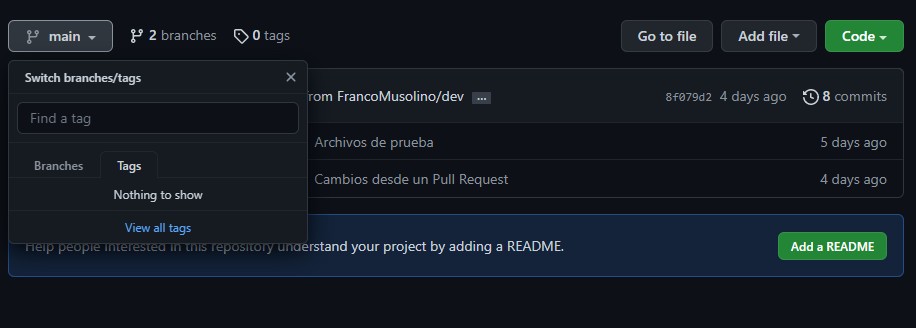 main
2 branches
0 tags
Go to file
Add file
Code
Switch branches/tags
Find a tag
Branches
Tags
Nothing to show
View all tags
rom FrancoMusolino/dev ...
8f079d2 4 days ago
8 commits
Archivos de prueba
5 days ago
Cambios desde un Pull Request
4 days ago
Help people interested in this repository understand your project by adding a README.
Add a README